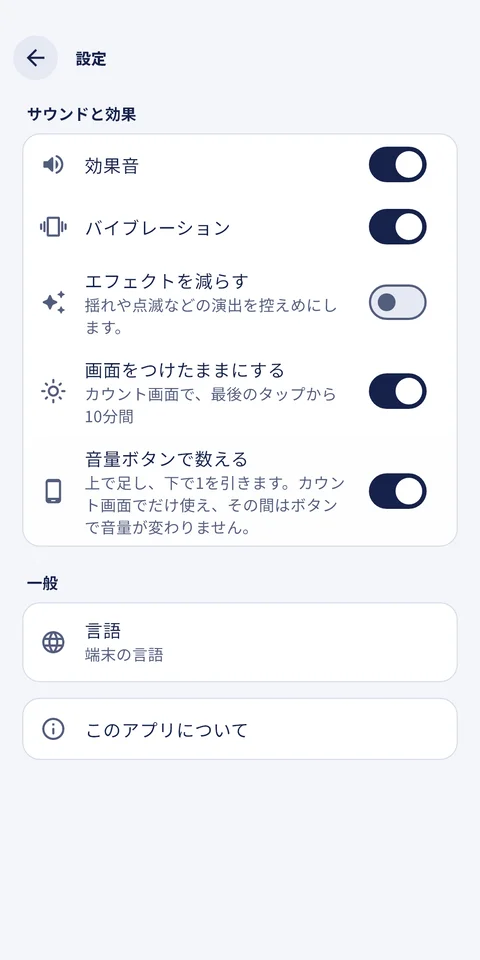 設定
サウンドと効果
効果音
バイブレーション
エフェクトを減らす
揺れや点滅などの演出を控えめにし
ます。
画面をつけたままにする
カウント画面で、最後のタップから
10分間
音量ボタンで数える
上で足し、下で1を引きます。カウン
ト画面でだけ使え、その間はボタン
で音量が変わりません。
一般
言語
端末の言語
このアプリについて